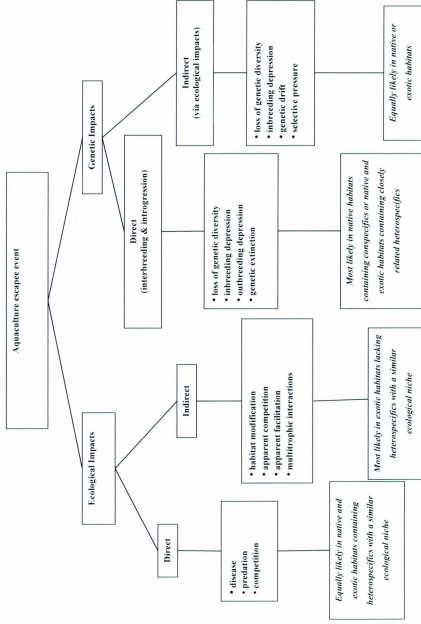 Aquaculture escapee event
Ecological Impacts
Genetic Impacts
Direct
Indirect
Direct
(interbreeding & introgression)
Indirect
(via ecological impacts)
• disease
• predation
• competition
• habitat modification
• apparent competition
• apparent facilitation
• multitrophic interactions
• loss of genetic diversity
• inbreeding depression
• outbreeding depression
• genetic extinction
• loss of genetic diversity
• inbreeding depression
• genetic drift
• selective pressure
Equally likely in native and
exotic habitats containing
heterospecifics with a similar
ecological niche
Most likely in exotic habitats lacking
heterospecifics with a similar
ecological niche
Most likely in native habitats
containing conspecifics or native and
exotic habitats containing closely
related heterospecifics
Equally likely in native or
exotic habitats